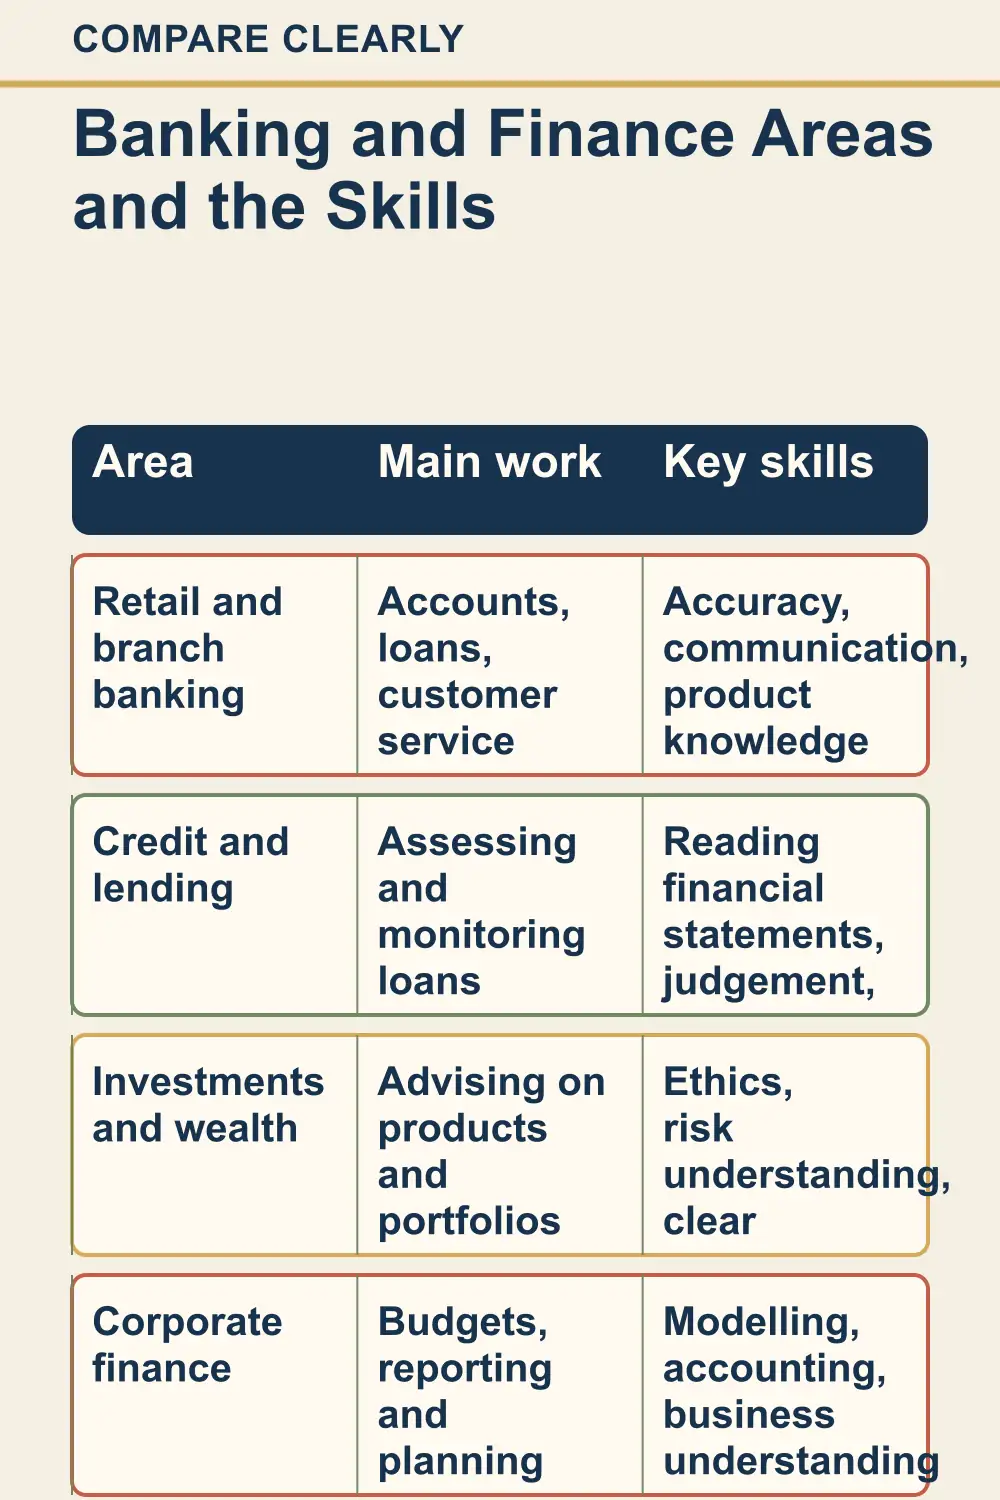 COMPARE CLEARLY
Banking and Finance Areas
and the Skills
Area
Main work
Key skills
Retail and
branch
banking
Accounts,
loans,
customer
service
Accuracy,
communication,
product
knowledge
Credit and
lending
Assessing
and
monitoring
loans
Reading
financial
statements,
judgement,
Investments
and wealth
Advising on
products
and
portfolios
Ethics,
risk
understanding,
clear
Corporate
finance
Budgets,
reporting
and
planning
Modelling,
accounting,
business
understanding